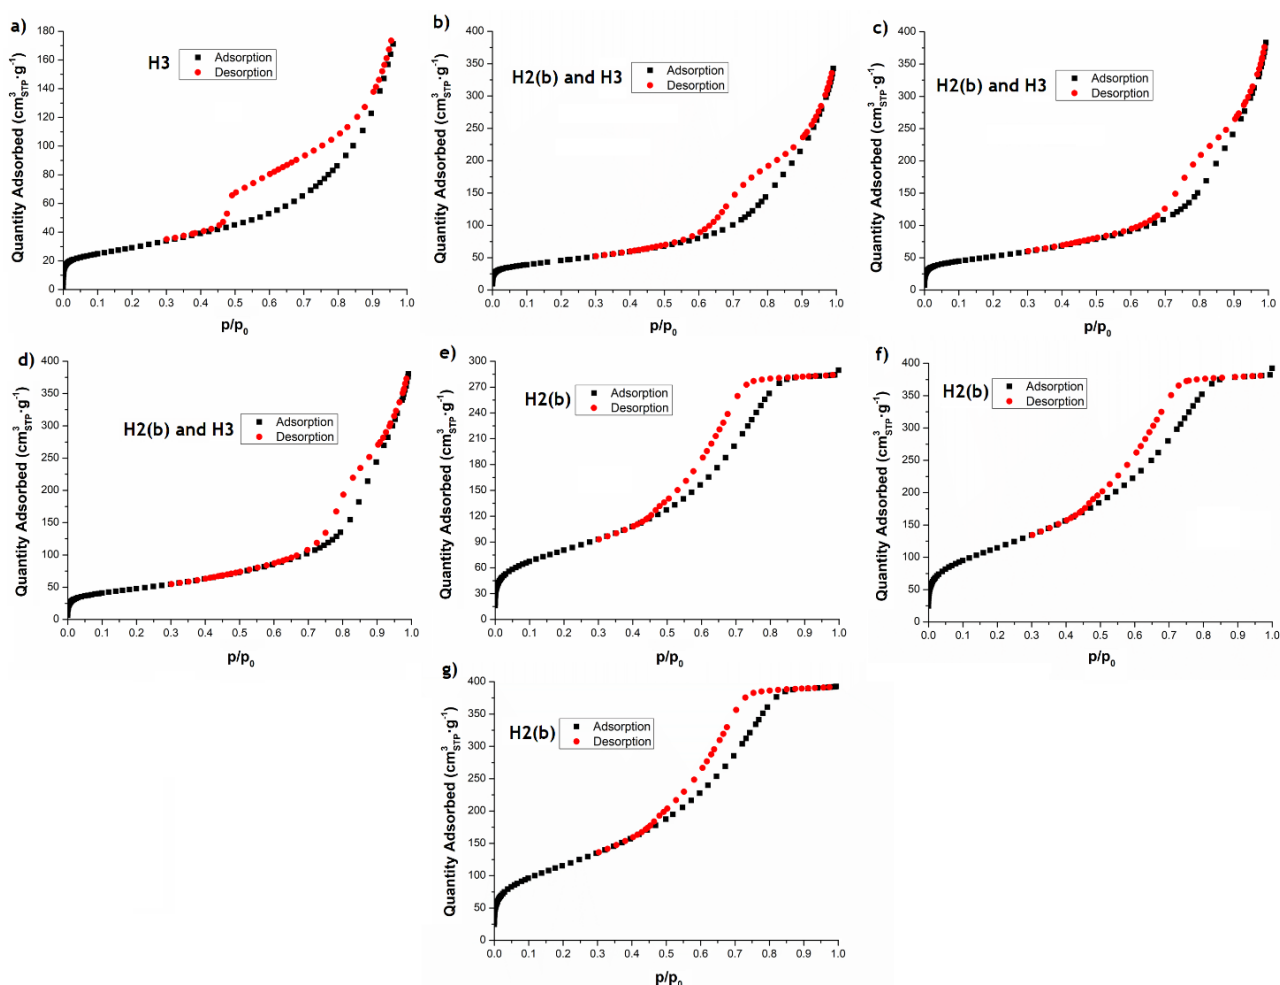 a)
H3
Adsorption
Desorption
Quantity Adsorbed (cm³STP·g⁻¹)
180
160
140
120
100
80
60
40
20
0
0.0 0.1 0.2 0.3 0.4 0.5 0.6 0.7 0.8 0.9 1.0
p/p₀
b)
H2(b) and H3
Adsorption
Desorption
Quantity Adsorbed (cm³STP·g⁻¹)
400
350
300
250
200
150
100
50
0
0.0 0.1 0.2 0.3 0.4 0.5 0.6 0.7 0.8 0.9 1.0
p/p₀
c)
H2(b) and H3
Adsorption
Desorption
Quantity Adsorbed (cm³STP·g⁻¹)
400
350
300
250
200
150
100
50
0
0.0 0.1 0.2 0.3 0.4 0.5 0.6 0.7 0.8 0.9 1.0
p/p₀
d)
H2(b) and H3
Adsorption
Desorption
Quantity Adsorbed (cm³STP·g⁻¹)
400
350
300
250
200
150
100
50
0
0.0 0.1 0.2 0.3 0.4 0.5 0.6 0.7 0.8 0.9 1.0
p/p₀
e)
H2(b)
Adsorption
Desorption
Quantity Adsorbed (cm³STP·g⁻¹)
300
270
240
210
180
150
120
90
60
30
0
0.0 0.1 0.2 0.3 0.4 0.5 0.6 0.7 0.8 0.9 1.0
p/p₀
f)
H2(b)
Adsorption
Desorption
Quantity Adsorbed (cm³STP·g⁻¹)
400
350
300
250
200
150
100
50
0
0.0 0.1 0.2 0.3 0.4 0.5 0.6 0.7 0.8 0.9 1.0
p/p₀
g)
H2(b)
Adsorption
Desorption
Quantity Adsorbed (cm³STP·g⁻¹)
400
350
300
250
200
150
100
50
0
0.0 0.1 0.2 0.3 0.4 0.5 0.6 0.7 0.8 0.9 1.0
p/p₀